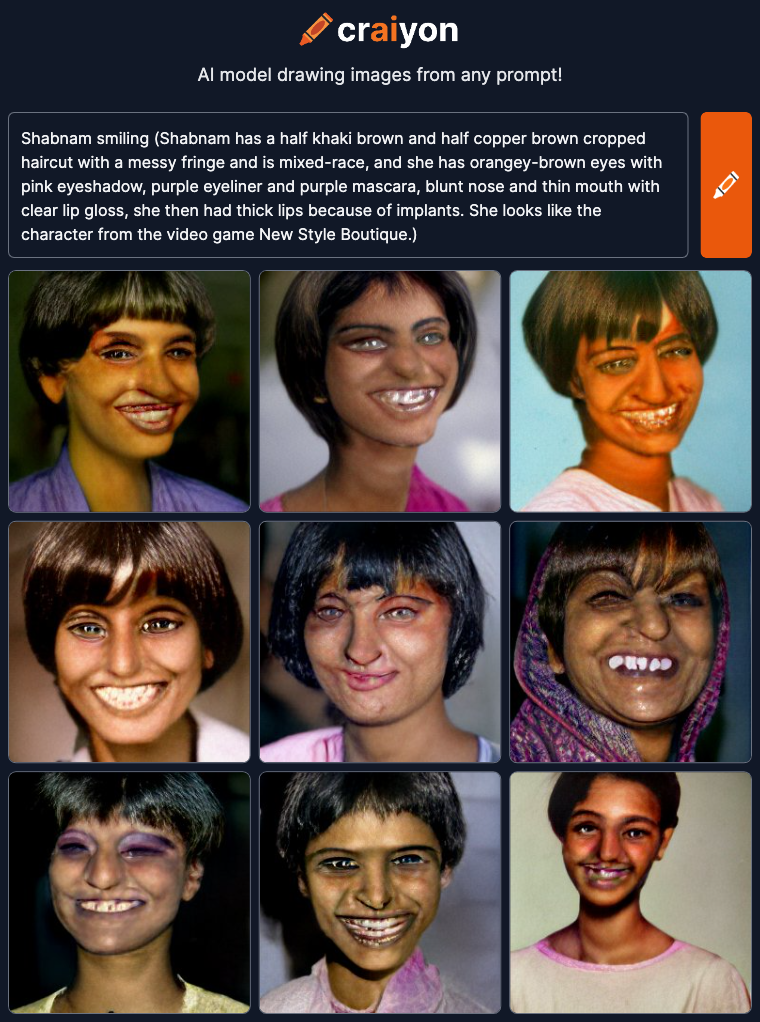 craiyon
AI model drawing images from any prompt!
Shabnam smiling (Shabnam has a half khaki brown and half copper brown cropped
haircut with a messy fringe and is mixed-race, and she has orangey-brown eyes with
pink eyeshadow, purple eyeliner and purple mascara, blunt nose and thin mouth with
clear lip gloss, she then had thick lips because of implants. She looks like the
character from the video game New Style Boutique.)